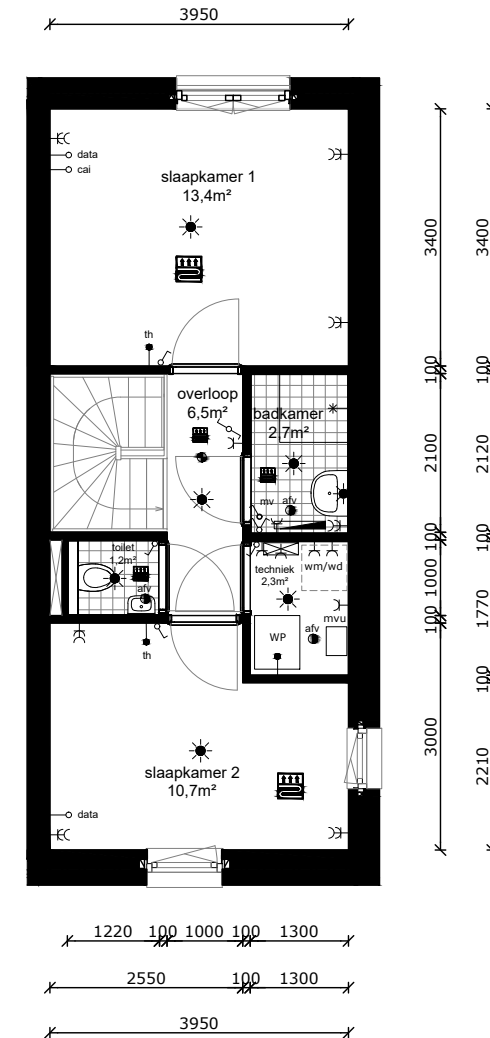 3950
data
cai
slaapkamer 1
13,4m²
th
3400
3400
100
100
overloop
6,5m²
badkamer
2,7m²
2100
2120
mv
afv
100
100
toilet
1,2m²
afv
techniek
2,3m²
wm/wd
1000
1770
mvu
afv
WP
100
th
100
3000
2210
slaapkamer 2
10,7m²
data
1220
100
1000
100
1300
2550
100
1300
3950